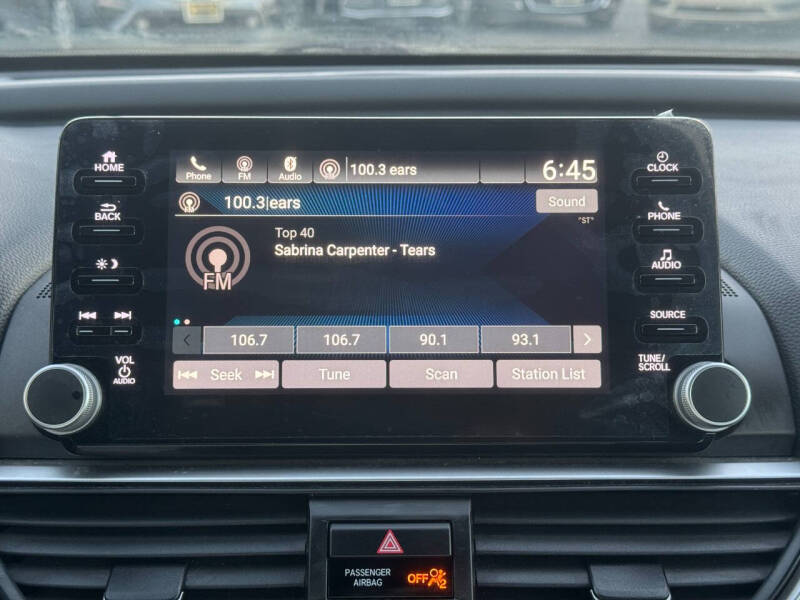 HOME
BACK
VOL
AUDIO
Phone FM Audio 100.3 ears 6:45
100.3|ears Sound
"ST"
Top 40
Sabrina Carpenter - Tears
FM
106.7 106.7 90.1 93.1
Seek Tune Scan Station List
CLOCK
PHONE
AUDIO
SOURCE
TUNE/
SCROLL
PASSENGER
AIRBAG
OFF
2